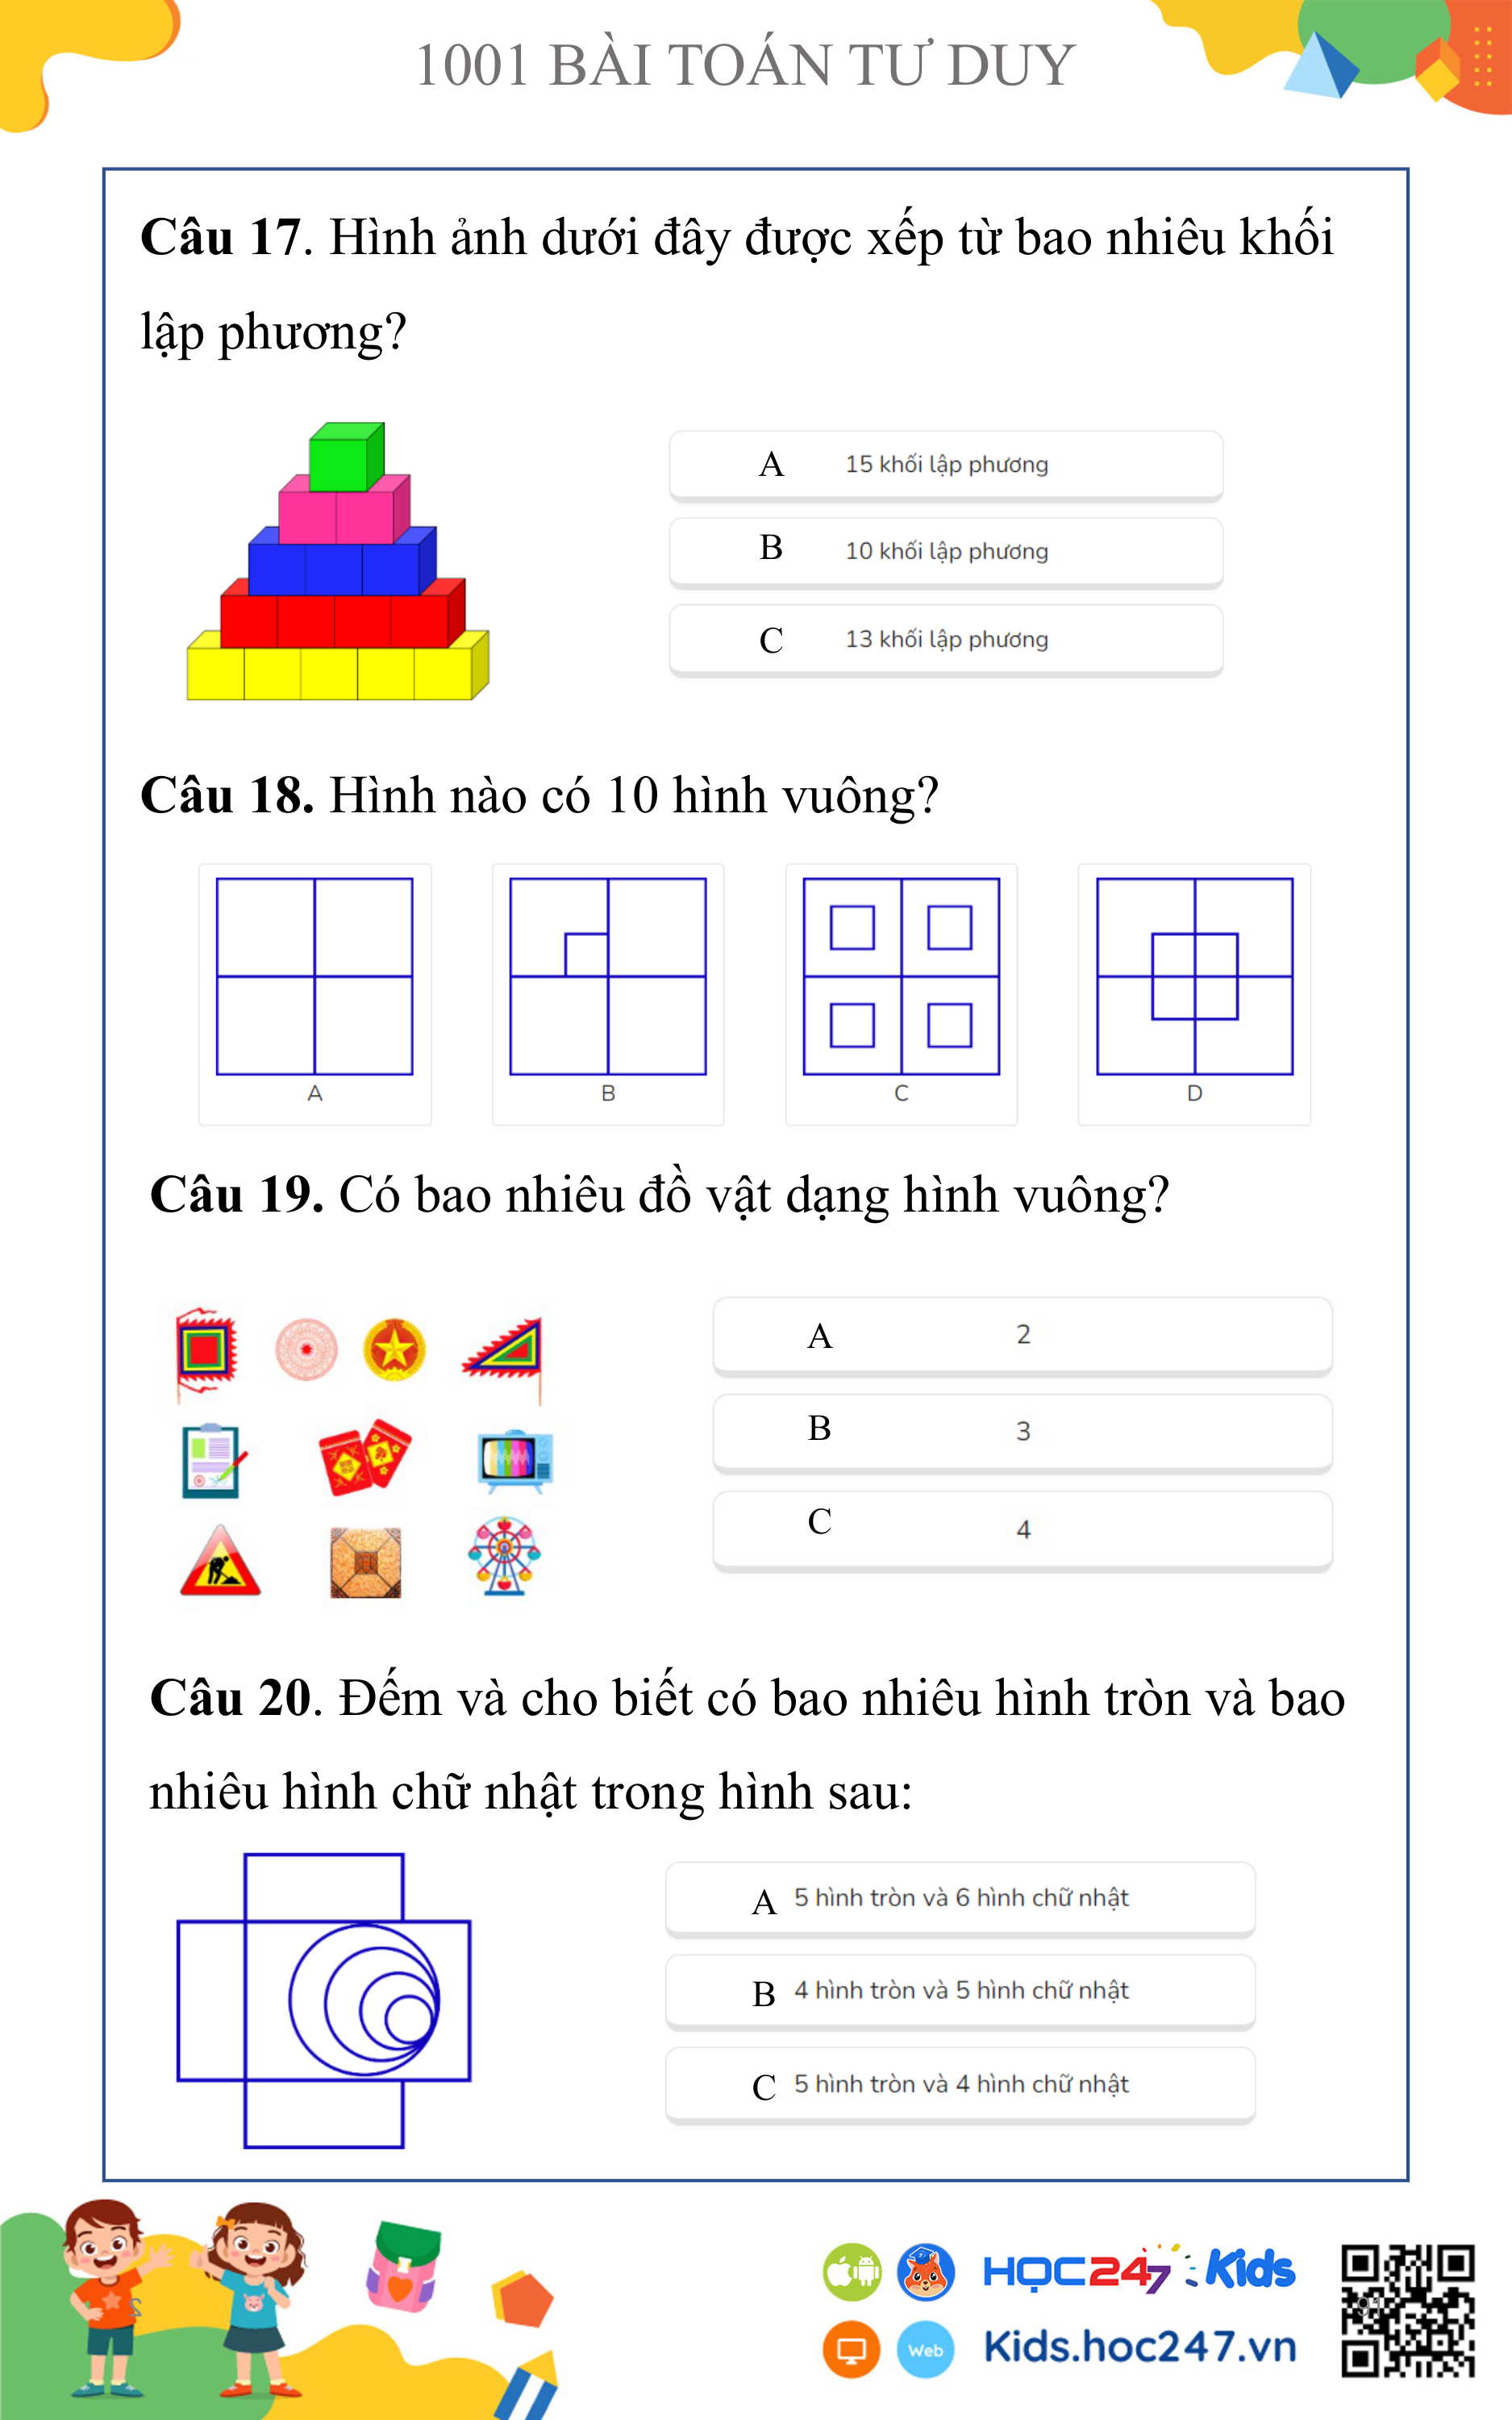 1001 BÀI TOÁN TƯ DUY
Câu 17. Hình ảnh dưới đây được xếp từ bao nhiêu khối
lập phương?
A 15 khối lập phương
B 10 khối lập phương
C 13 khối lập phương
Câu 18. Hình nào có 10 hình vuông?
A B C D
Câu 19. Có bao nhiêu đồ vật dạng hình vuông?
A 2
B 3
C 4
Câu 20. Đếm và cho biết có bao nhiêu hình tròn và bao
nhiêu hình chữ nhật trong hình sau:
A 5 hình tròn và 6 hình chữ nhật
B 4 hình tròn và 5 hình chữ nhật
C 5 hình tròn và 4 hình chữ nhật
HỌC247 Kids
Web Kids.hoc247.vn
91